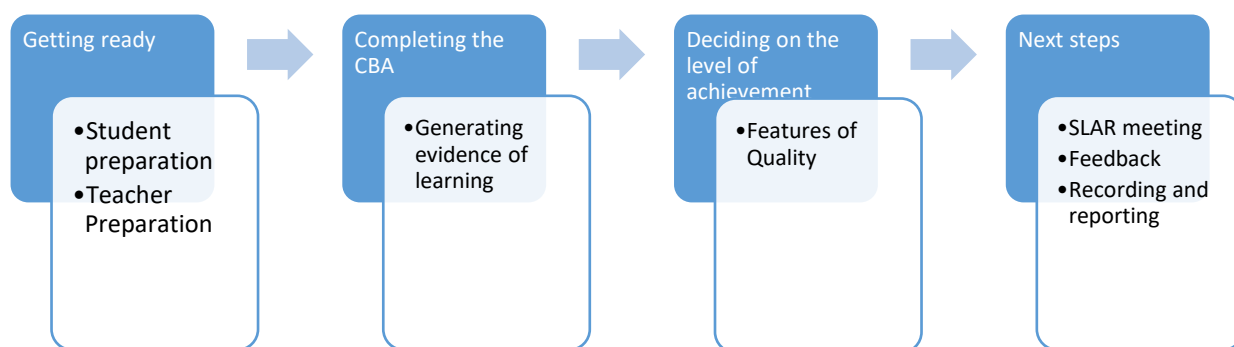 Getting ready
•Student
preparation
•Teacher
Preparation
Completing the
CBA
•Generating
evidence of
learning
Deciding on the
level of
achievement
•Features of
Quality
Next steps
•SLAR meeting
•Feedback
•Recording and
reporting